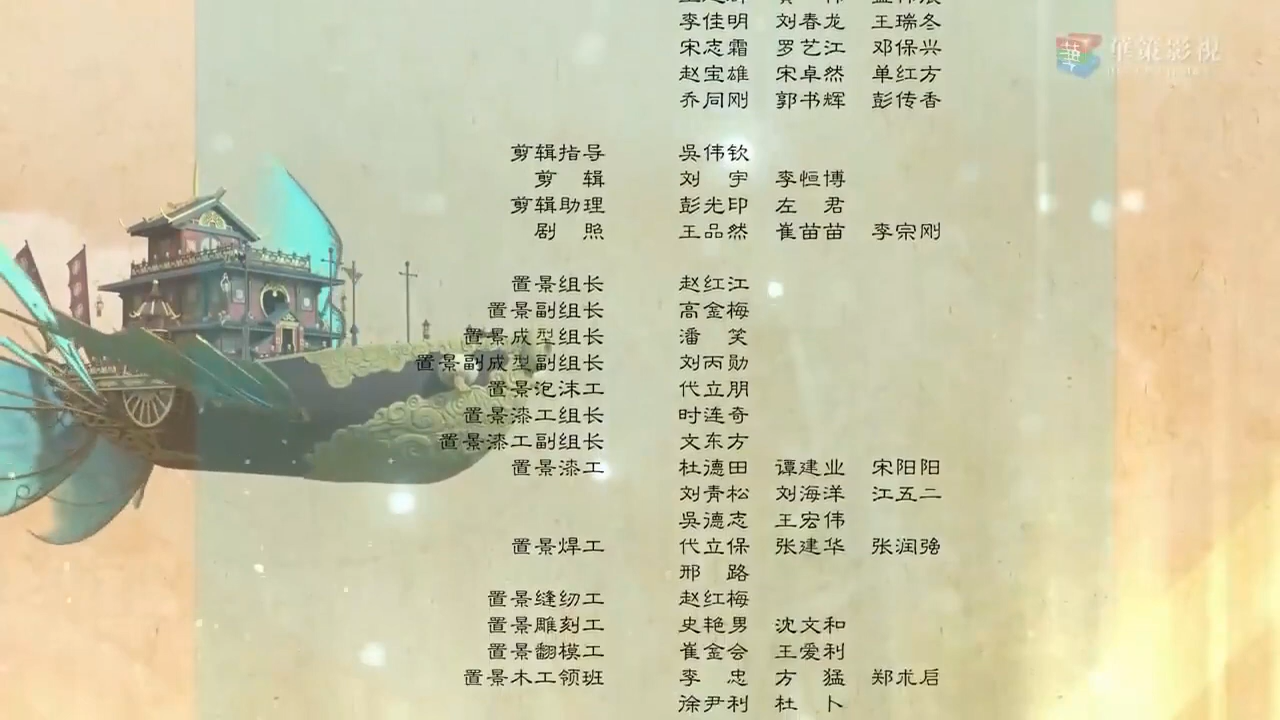 李佳明 刘春龙 王瑞冬
華策影視
宋志霜 罗艺江 邓保兴
赵宝雄 宋卓然 单红方
乔同刚 郭书辉 彭传香
剪辑指导 吳伟钦
剪 辑 刘 宇 李恒博
剪辑助理 彭光印 左 君
剧 照 王品然 崔苗苗 李宗刚
置景组长 赵红江
置景副组长 高金梅
置景成型组长 潘 笑
置景副成型副组长 刘丙勋
置景泡沫工 代立朋
置景漆工组长 时连奇
置景漆工副组长 文东方
置景漆工 杜德田 谭建业 宋阳阳
刘青松 刘海洋 江五二
吳德志 王宏伟
置景焊工 代立保 张建华 张润强
邢 路
置景缝纫工 赵红梅
置景雕刻工 史艳男 沈文和
置景翻模工 崔金会 王爱利
置景木工领班 李 忠 方 猛 郑术后
徐尹利 杜 卜